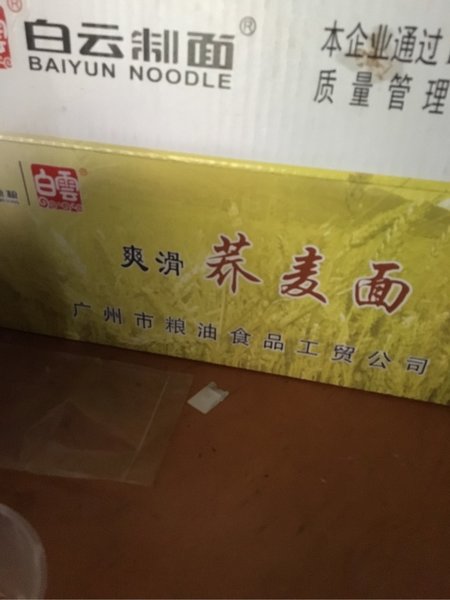 白云制面®
BAIYUN NOODLE
本企业通过
质量管理
白雲®
爽滑 荞麦面
广州市粮油食品工贸公司